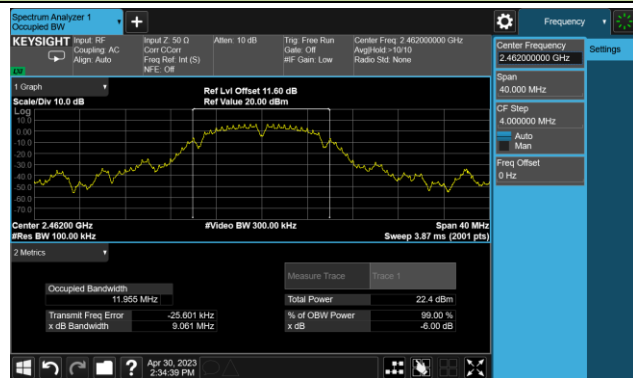 Spectrum Analyzer 1
Occupied BW
+
Frequency
KEYSIGHT
Input: RF
Coupling: AC
Align: Auto
Input Z: 50 Ω
Corr CCorr
Freq Ref: Int (S)
NFE: Off
Atten: 10 dB
Trig: Free Run
Gate: Off
#IF Gain: Low
Center Freq: 2.462000000 GHz
Avg|Hold:>10/10
Radio Std: None
LXI
Center Frequency
2.462000000 GHz
Settings
Span
40.000 MHz
CF Step
4.000000 MHz
Auto
Man
Freq Offset
0 Hz
1 Graph
Scale/Div 10.0 dB
Ref Lvl Offset 11.60 dB
Ref Value 20.00 dBm
Log
10.0
0.00
-10.0
-20.0
-30.0
-40.0
-50.0
-60.0
-70.0
Center 2.46200 GHz
#Res BW 100.00 kHz
#Video BW 300.00 kHz
Span 40 MHz
Sweep 3.87 ms (2001 pts)
2 Metrics
Measure Trace
Trace 1
Occupied Bandwidth
11.955 MHz
Total Power
22.4 dBm
Transmit Freq Error
-25.601 kHz
% of OBW Power
99.00 %
x dB Bandwidth
9.061 MHz
x dB
-6.00 dB
?
Apr 30, 2023
2:34:39 PM